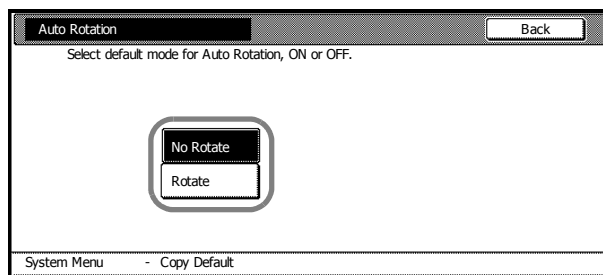 Auto Rotation
Back
Select default mode for Auto Rotation, ON or OFF.
No Rotate
Rotate
System Menu - Copy Default